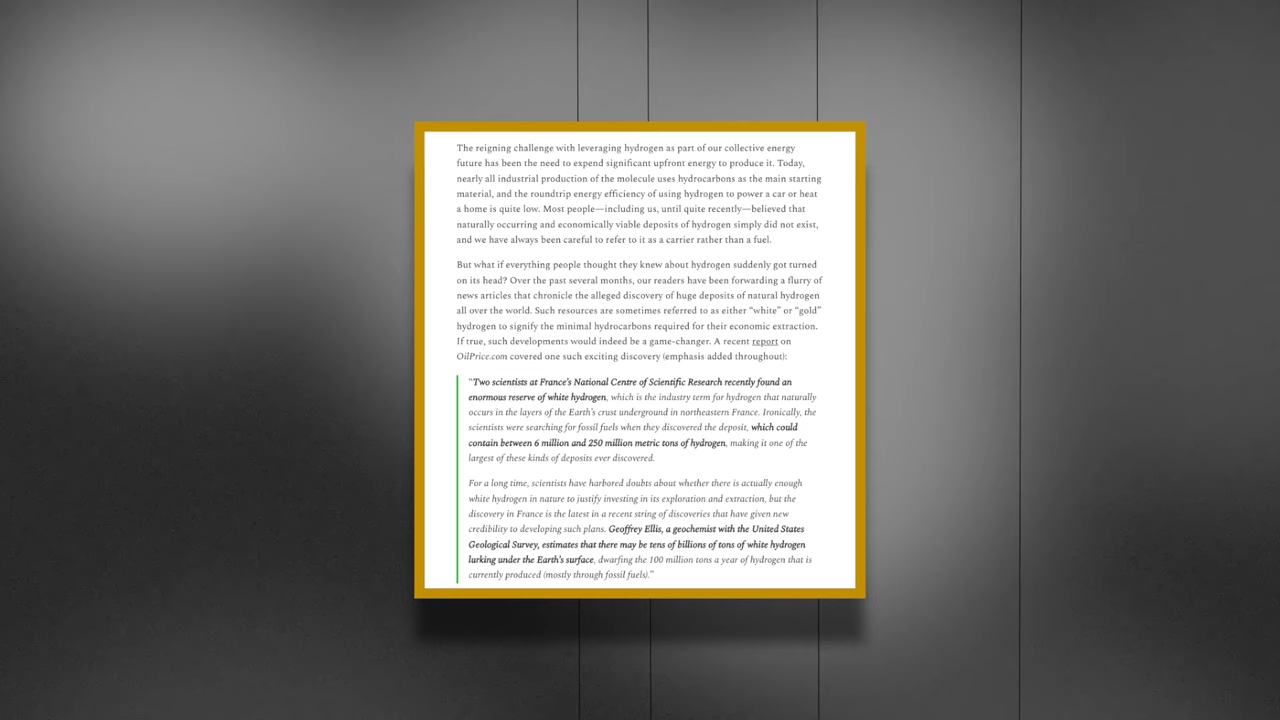 The reigning challenge with leveraging hydrogen as part of our collective energy
future has been the need to expend significant upfront energy to produce it. Today,
nearly all industrial production of the molecule uses hydrocarbons as the main starting
material, and the roundtrip energy efficiency of using hydrogen to power a car or heat
a home is quite low. Most people—including us, until quite recently—believed that
naturally occurring and economically viable deposits of hydrogen simply did not exist,
and we have always been careful to refer to it as a carrier rather than a fuel.
But what if everything people thought they knew about hydrogen suddenly got turned
on its head? Over the past several months, our readers have been forwarding a flurry of
news articles that chronicle the alleged discovery of huge deposits of natural hydrogen
all over the world. Such resources are sometimes referred to as either “white” or “gold”
hydrogen to signify the minimal hydrocarbons required for their economic extraction.
If true, such developments would indeed be a game-changer. A recent report on
OilPrice.com covered one such exciting discovery (emphasis added throughout):
“Two scientists at France’s National Centre of Scientific Research recently found an
enormous reserve of white hydrogen, which is the industry term for hydrogen that naturally
occurs in the layers of the Earth’s crust underground in northeastern France. Ironically, the
scientists were searching for fossil fuels when they discovered the deposit, which could
contain between 6 million and 250 million metric tons of hydrogen, making it one of the
largest of these kinds of deposits ever discovered.
For a long time, scientists have harbored doubts about whether there is actually enough
white hydrogen in nature to justify investing in its exploration and extraction, but the
discovery in France is the latest in a recent string of discoveries that have given new
credibility to developing such plans. Geoffrey Ellis, a geochemist with the United States
Geological Survey, estimates that there may be tens of billions of tons of white hydrogen
lurking under the Earth’s surface, dwarfing the 100 million tons a year of hydrogen that is
currently produced (mostly through fossil fuels).”